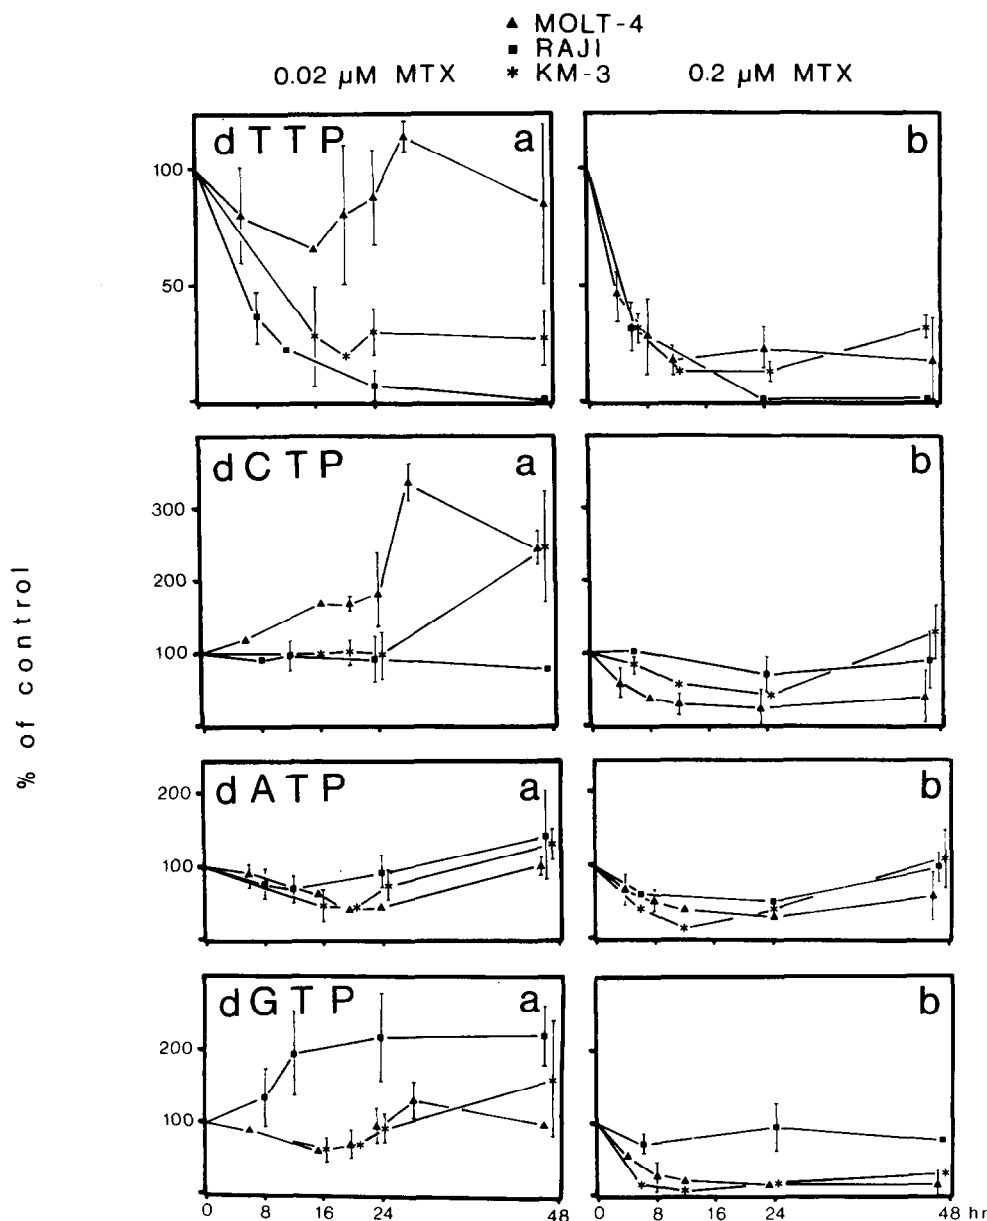 ▲ MOLT-4
■ RAJI
0.02 µM MTX * KM-3 0.2 µM MTX
dTTP a b
100
50
dCTP a b
300
200
100
% of control
dATP a b
200
100
dGTP a b
200
100
0 8 16 24 48 0 8 16 24 48 hr